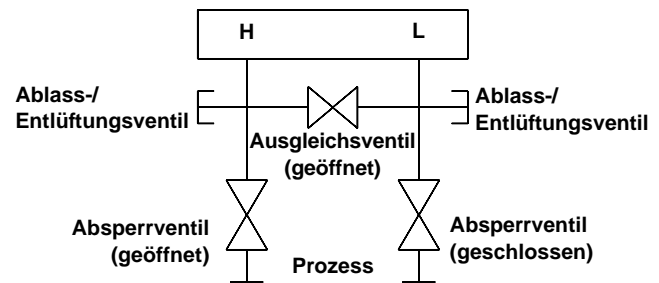 H
L
Ablass-/
Entlüftungsventil
Ablass-/
Entlüftungsventil
Ausgleichsventil
(geöffnet)
Absperrventil
(geöffnet)
Absperrventil
(geschlossen)
Prozess